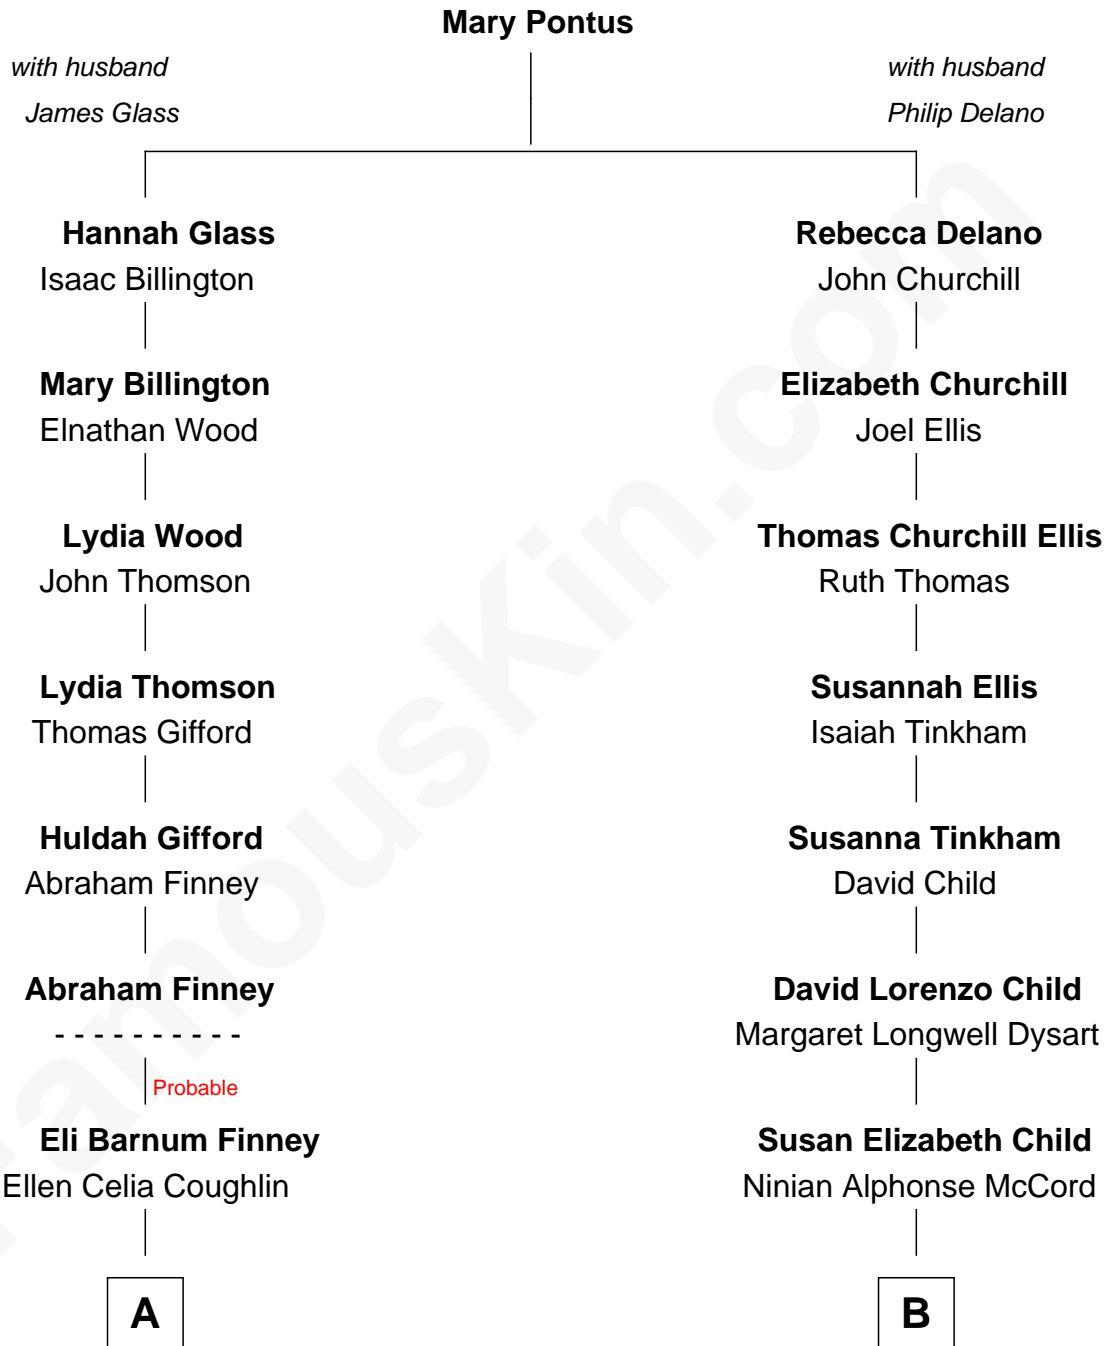 Mary Pontus
with husband
James Glass
with husband
Philip Delano
Hannah Glass
Isaac Billington
Mary Billington
Elnathan Wood
Lydia Wood
John Thomson
Lydia Thomson
Thomas Gifford
Huldah Gifford
Abraham Finney
Abraham Finney
- - - - - - - - - -
Probable
Eli Barnum Finney
Ellen Celia Coughlin
A
Rebecca Delano
John Churchill
Elizabeth Churchill
Joel Ellis
Thomas Churchill Ellis
Ruth Thomas
Susannah Ellis
Isaiah Tinkham
Susanna Tinkham
David Child
David Lorenzo Child
Margaret Longwell Dysart
Susan Elizabeth Child
Ninian Alphonse McCord
B
FamousKin.com